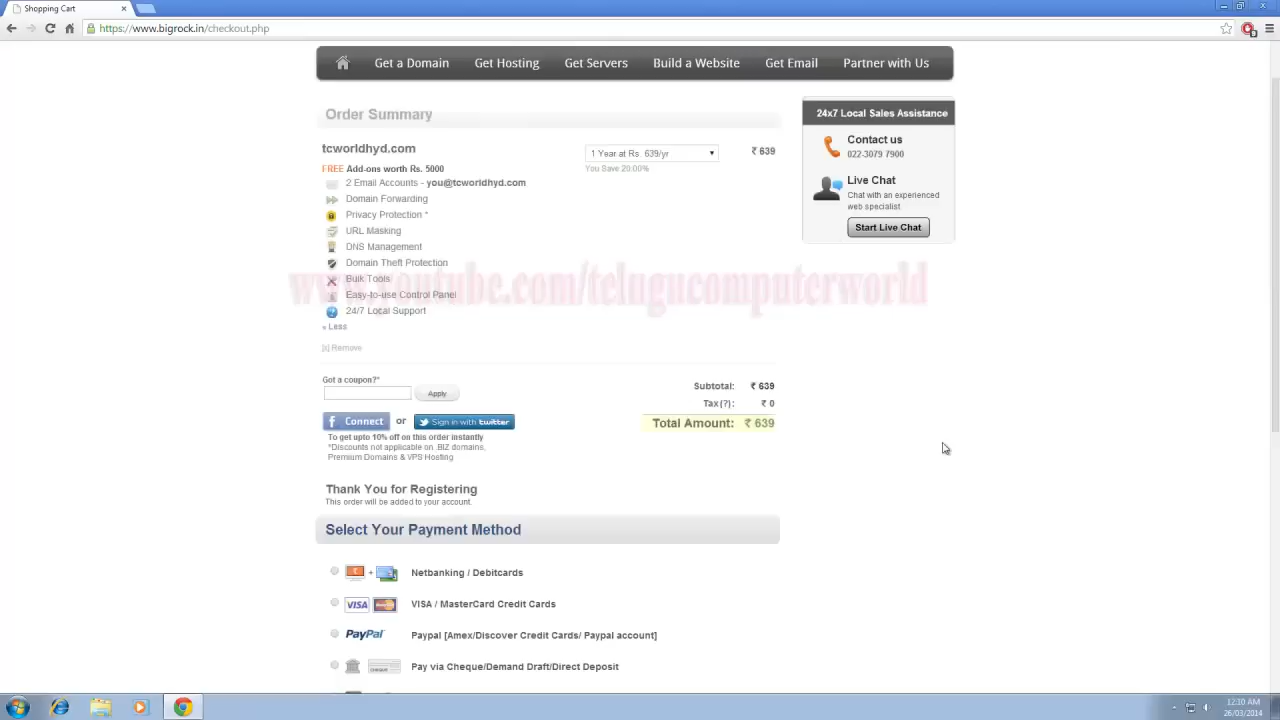 Shopping Cart
https://www.bigrock.in/checkout.php
Get a Domain Get Hosting Get Servers Build a Website Get Email Partner with Us
Order Summary
tcworldhyd.com 1 Year at Rs. 639/yr ₹ 639
You Save 20.00%
FREE Add-ons worth Rs. 5000
2 Email Accounts - you@tcworldhyd.com
Domain Forwarding
Privacy Protection *
URL Masking
DNS Management
Domain Theft Protection
Bulk Tools
Easy-to-use Control Panel
24/7 Local Support
« Less
[x] Remove
www.youtube.com/telugucomputerworld
24x7 Local Sales Assistance
Contact us
022-3079 7900
Live Chat
Chat with an experienced
web specialist
Start Live Chat
Got a coupon?*
Apply
Subtotal: ₹ 639
Tax(?): ₹ 0
Total Amount: ₹ 639
f Connect or Sign in with twitter
To get upto 10% off on this order instantly
*Discounts not applicable on .BIZ domains,
Premium Domains & VPS Hosting
Thank You for Registering
This order will be added to your account.
Select Your Payment Method
Netbanking / Debitcards
VISA MasterCard VISA / MasterCard Credit Cards
PayPal Paypal [Amex/Discover Credit Cards/ Paypal account]
Pay via Cheque/Demand Draft/Direct Deposit
12:10 AM
26/03/2014